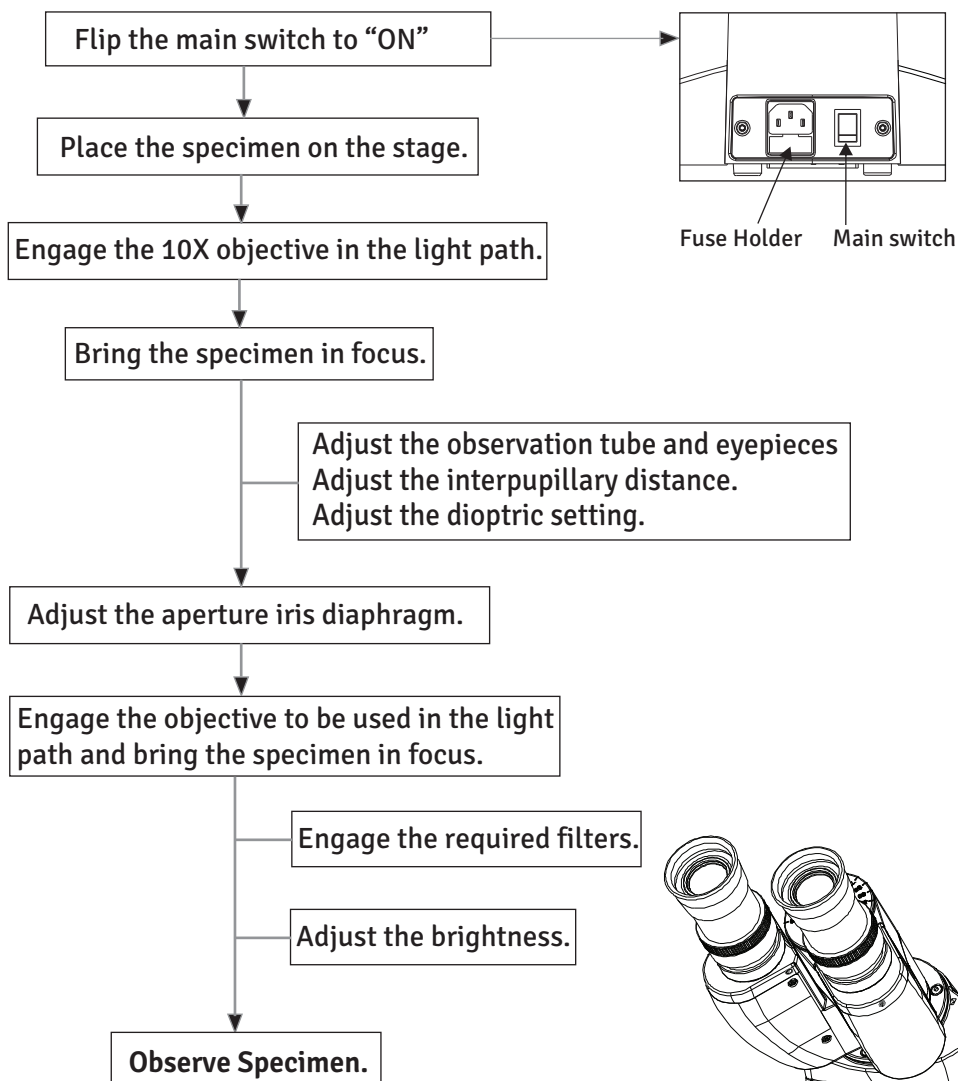 Flip the main switch to “ON”
Place the specimen on the stage.
Fuse Holder
Main switch
Engage the 10X objective in the light path.
Bring the specimen in focus.
Adjust the observation tube and eyepieces
Adjust the interpupillary distance.
Adjust the dioptric setting.
Adjust the aperture iris diaphragm.
Engage the objective to be used in the light
path and bring the specimen in focus.
Engage the required filters.
Adjust the brightness.
Observe Specimen.